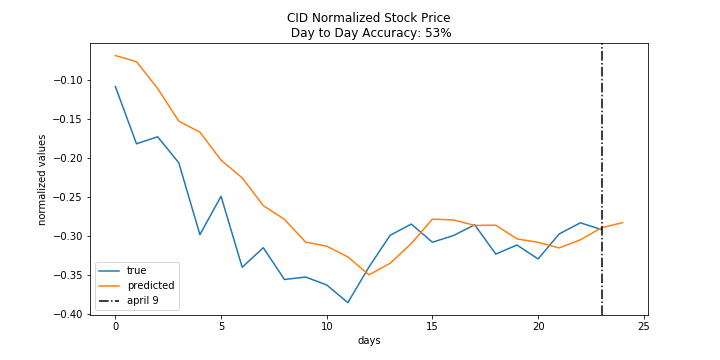 CID Normalized Stock Price
Day to Day Accuracy: 53%
normalized values
−0.10
−0.15
−0.20
−0.25
−0.30
−0.35
−0.40
true
predicted
april 9
0 5 10 15 20 25
days